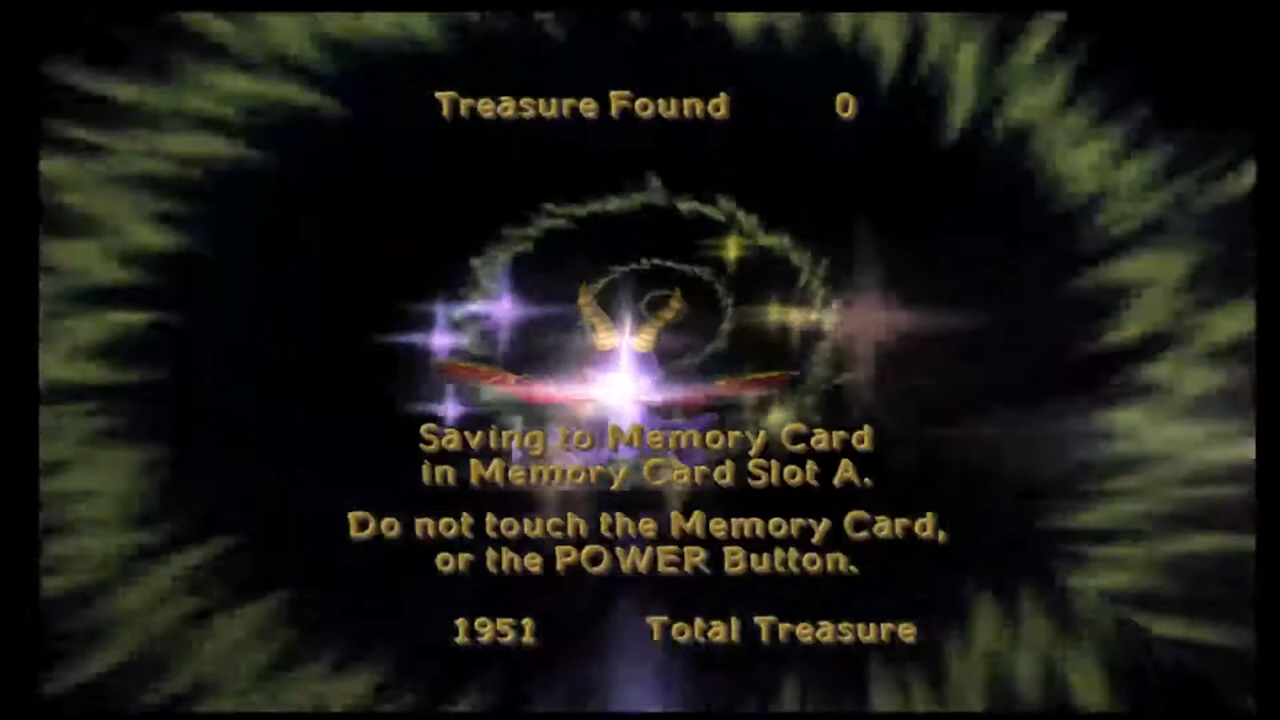 Treasure Found 0
Saving to Memory Card
in Memory Card Slot A.
Do not touch the Memory Card,
or the POWER Button.
1951 Total Treasure